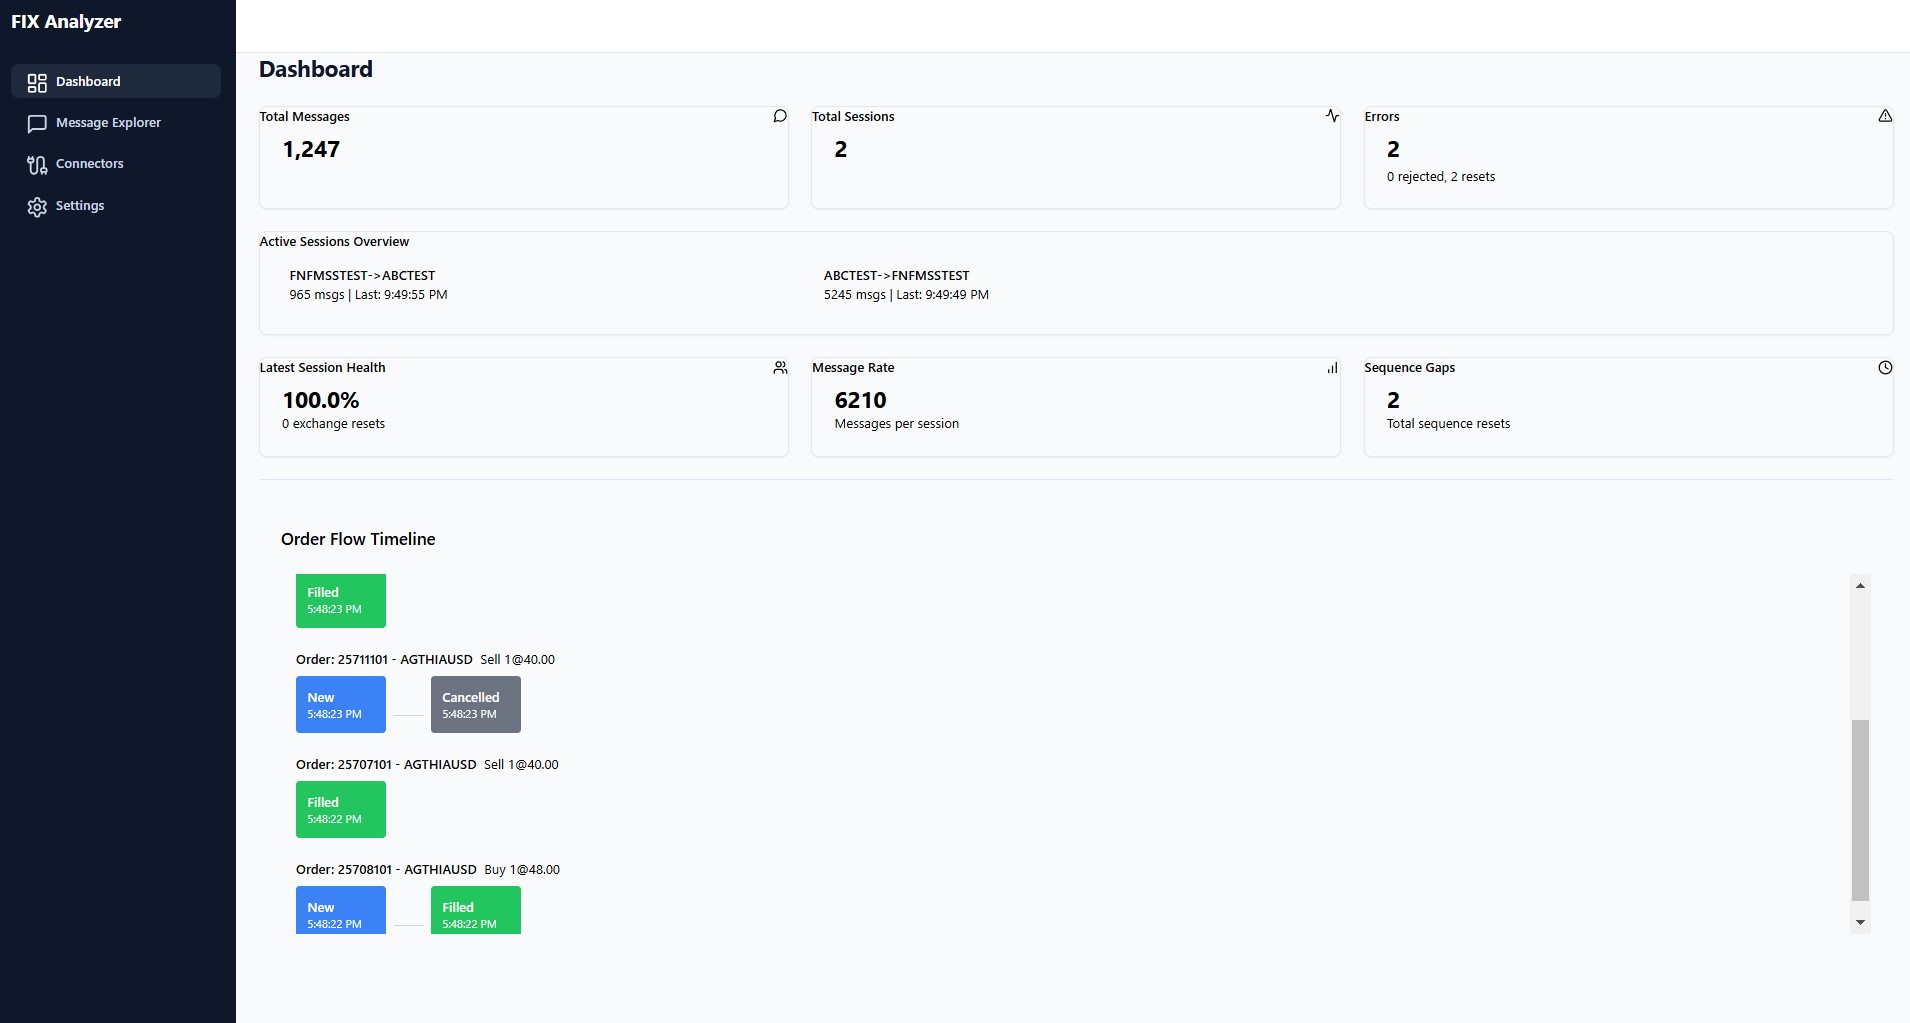 FIX Analyzer
Dashboard
Message Explorer
Connectors
Settings
Dashboard
Total Messages
1,247
Total Sessions
2
Errors
2
0 rejected, 2 resets
Active Sessions Overview
FNFMSSTEST->ABCTEST
965 msgs | Last: 9:49:55 PM
ABCTEST->FNFMSSTEST
5245 msgs | Last: 9:49:49 PM
Latest Session Health
100.0%
0 exchange resets
Message Rate
6210
Messages per session
Sequence Gaps
2
Total sequence resets
Order Flow Timeline
Filled
5:48:23 PM
Order: 25711101 - AGTHIAUSD Sell 1@40.00
New
5:48:23 PM
Cancelled
5:48:23 PM
Order: 25707101 - AGTHIAUSD Sell 1@40.00
Filled
5:48:22 PM
Order: 25708101 - AGTHIAUSD Buy 1@48.00
New
5:48:22 PM
Filled
5:48:22 PM